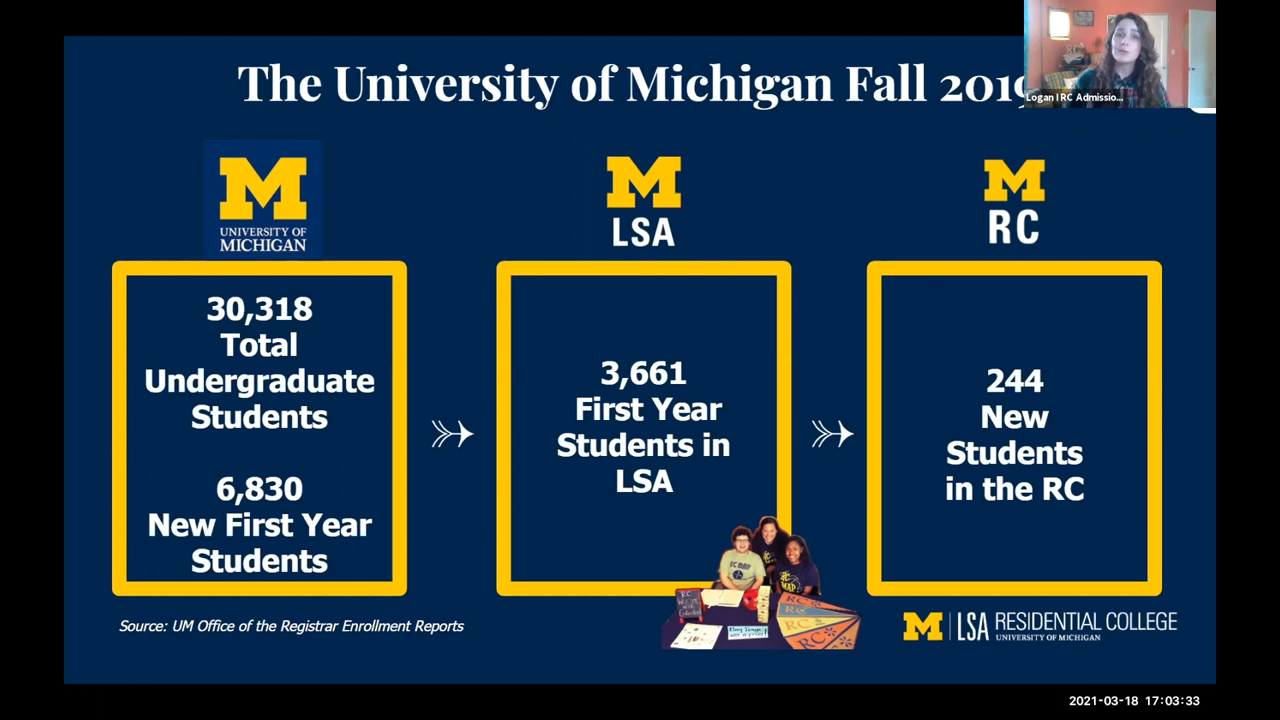 The University of Michigan Fall 2019
Logan I RC Admissio...
M
UNIVERSITY OF
MICHIGAN
M
LSA
M
RC
30,318
Total
Undergraduate
Students
6,830
New First Year
Students
3,661
First Year
Students in
LSA
244
New
Students
in the RC
RC
RC
RC
Source: UM Office of the Registrar Enrollment Reports
M LSA RESIDENTIAL COLLEGE
UNIVERSITY OF MICHIGAN
2021-03-18 17:03:33